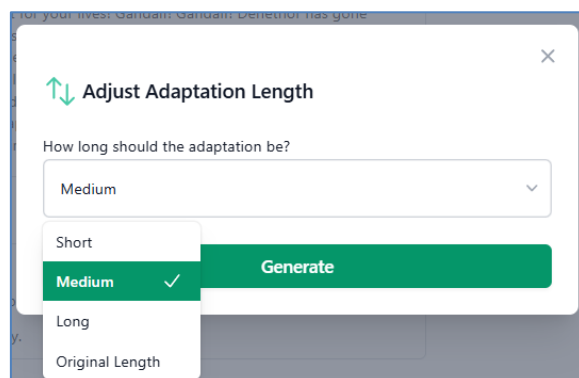 for your lives! Gandalf! Gandalf! Denethor has gone
Adjust Adaptation Length
How long should the adaptation be?
Medium
Short
Generate
Medium
Long
Original Length
y.